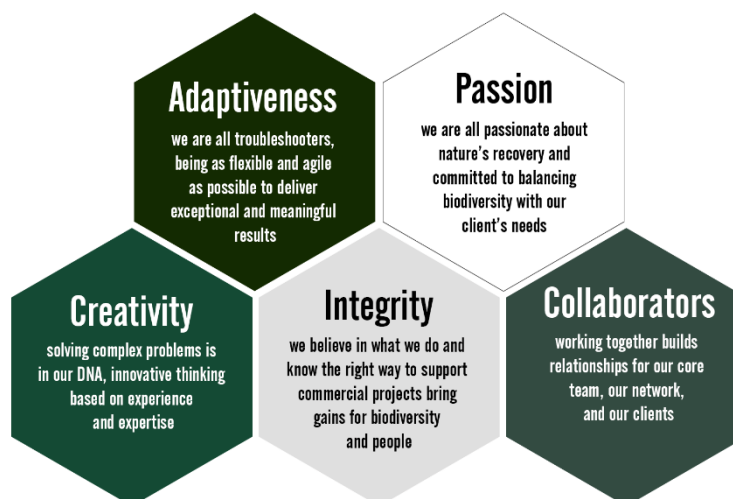 Adaptiveness
we are all troubleshooters,
being as flexible and agile
as possible to deliver
exceptional and meaningful
results
Passion
we are all passionate about
nature's recovery and
committed to balancing
biodiversity with our
client's needs
Creativity
solving complex problems is
in our DNA, innovative thinking
based on experience
and expertise
Integrity
we believe in what we do and
know the right way to support
commercial projects bring
gains for biodiversity
and people
Collaborators
working together builds
relationships for our core
team, our network,
and our clients